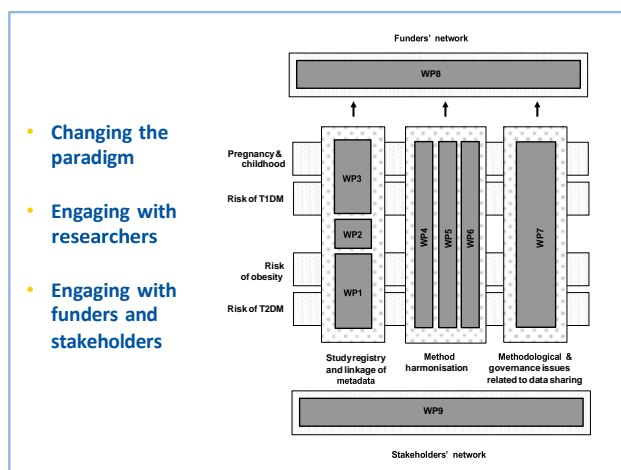 • Changing the
paradigm
• Engaging with
researchers
• Engaging with
funders and
stakeholders
Funders' network
WP8
Pregnancy &
childhood
Risk of T1DM
Risk
of obesity
Risk of T2DM
WP3
WP2
WP1
WP4
WP5
WP6
WP7
Study registry
and linkage of
metadata
Method
harmonisation
Methodological &
governance issues
related to data sharing
WP9
Stakeholders' network